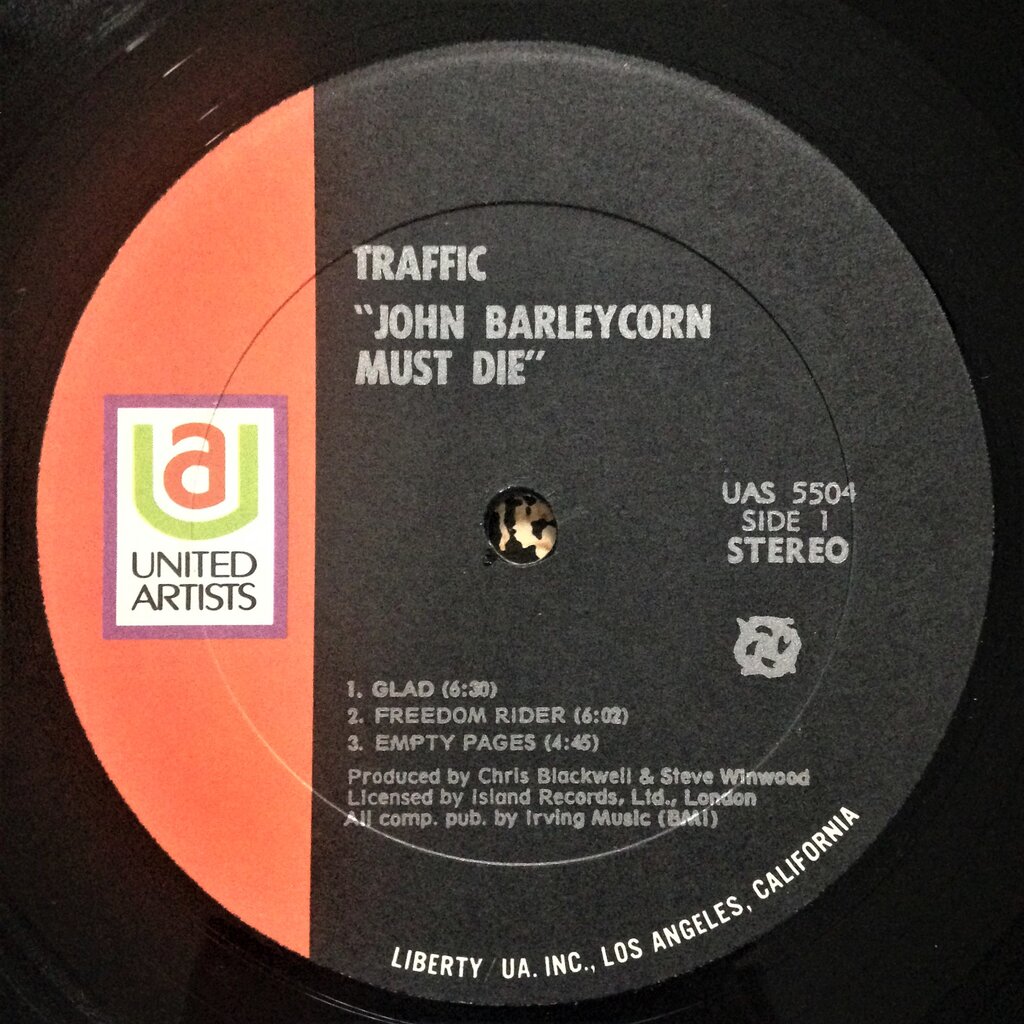 TRAFFIC
"JOHN BARLEYCORN
MUST DIE"
ua
UNITED
ARTISTS
UAS 5504
SIDE 1
STEREO
1. GLAD (6:30)
2. FREEDOM RIDER (6:02)
3. EMPTY PAGES (4:45)
Produced by Chris Blackwell & Steve Winwood
Licensed by Island Records, Ltd., London
All comp. pub. by Irving Music (BMI)
LIBERTY/UA. INC., LOS ANGELES, CALIFORNIA